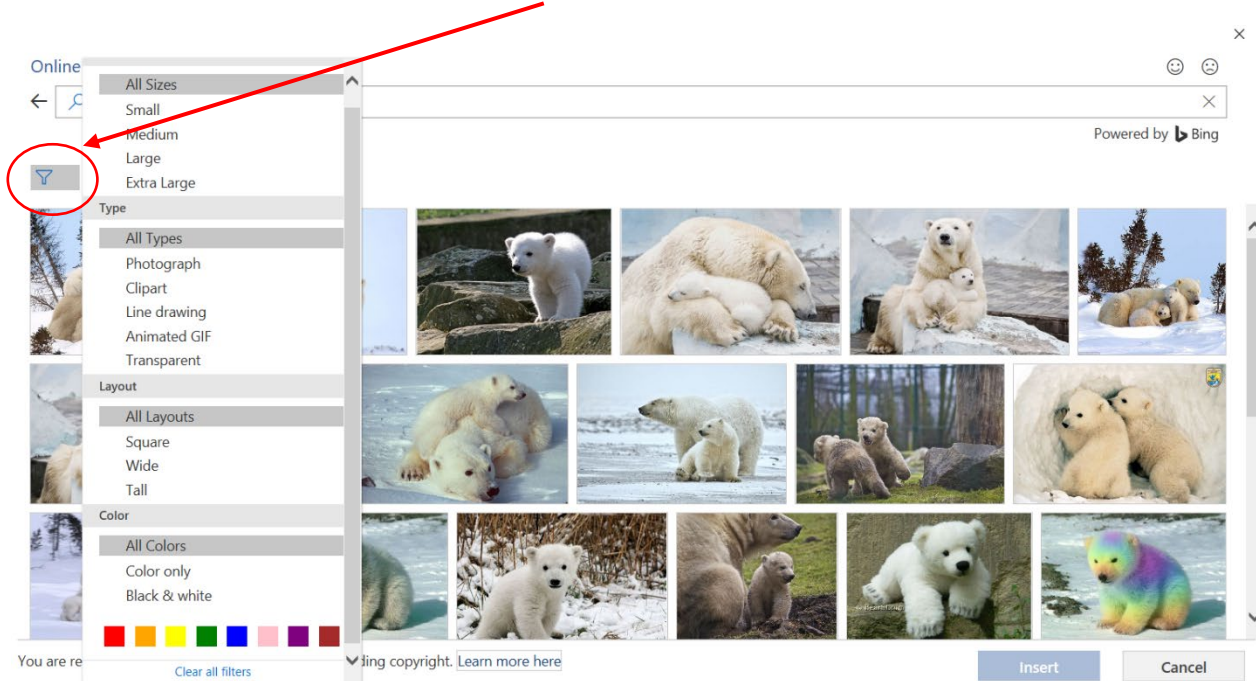 Online
All Sizes
Small
Medium
Large
Extra Large
Type
All Types
Photograph
Clipart
Line drawing
Animated GIF
Transparent
Layout
All Layouts
Square
Wide
Tall
Color
All Colors
Color only
Black & white
Clear all filters
Powered by Bing
You are re
ding copyright. Learn more here
Insert
Cancel